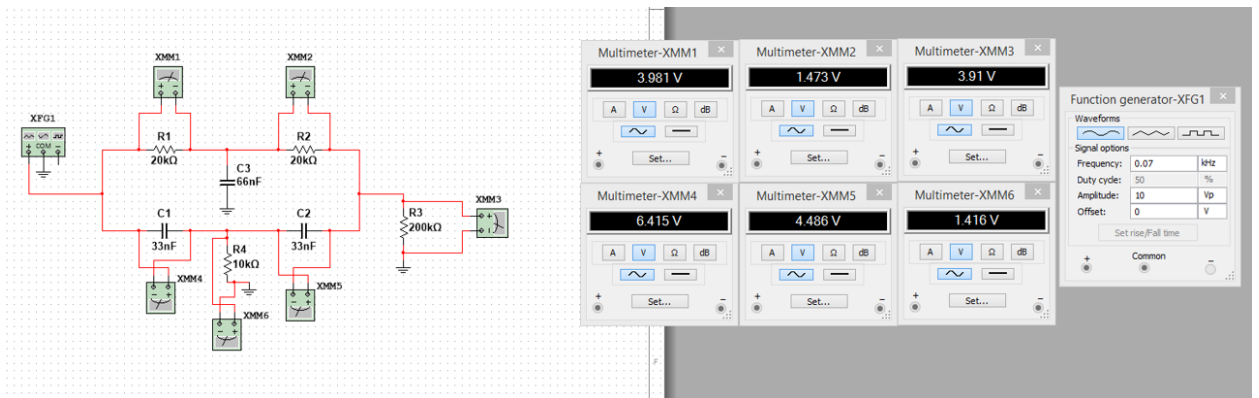 XMM1
XMM2
XFG1
COM
R1
20kΩ
R2
20kΩ
C3
66nF
C1
33nF
C2
33nF
R4
10kΩ
R3
200kΩ
XMM3
XMM4
XMM5
XMM6
F
Multimeter-XMM1
3.981 V
A V Ω dB
Set...
Multimeter-XMM2
1.473 V
A V Ω dB
Set...
Multimeter-XMM3
3.91 V
A V Ω dB
Set...
Multimeter-XMM4
6.415 V
A V Ω dB
Set...
Multimeter-XMM5
4.486 V
A V Ω dB
Set...
Multimeter-XMM6
1.416 V
A V Ω dB
Set...
Function generator-XFG1
Waveforms
Signal options
Frequency: 0.07 kHz
Duty cycle: 50 %
Amplitude: 10 Vp
Offset: 0 V
Set rise/Fall time
+ Common −